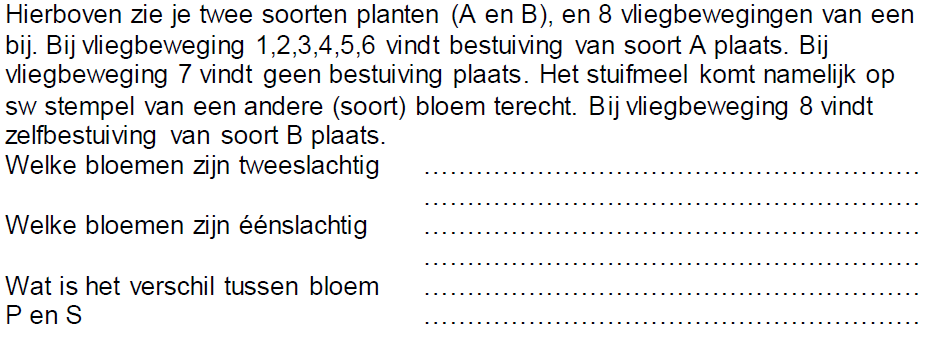 Hierboven zie je twee soorten planten (A en B), en 8 vliegbewegingen van een
bij. Bij vliegbeweging 1,2,3,4,5,6 vindt bestuiving van soort A plaats. Bij
vliegbeweging 7 vindt geen bestuiving plaats. Het stuifmeel komt namelijk op
sw stempel van een andere (soort) bloem terecht. Bij vliegbeweging 8 vindt
zelfbestuiving van soort B plaats.
Welke bloemen zijn tweeslachtig ………………………………………………
………………………………………………
Welke bloemen zijn éénslachtig ………………………………………………
………………………………………………
Wat is het verschil tussen bloem ………………………………………………
P en S ………………………………………………